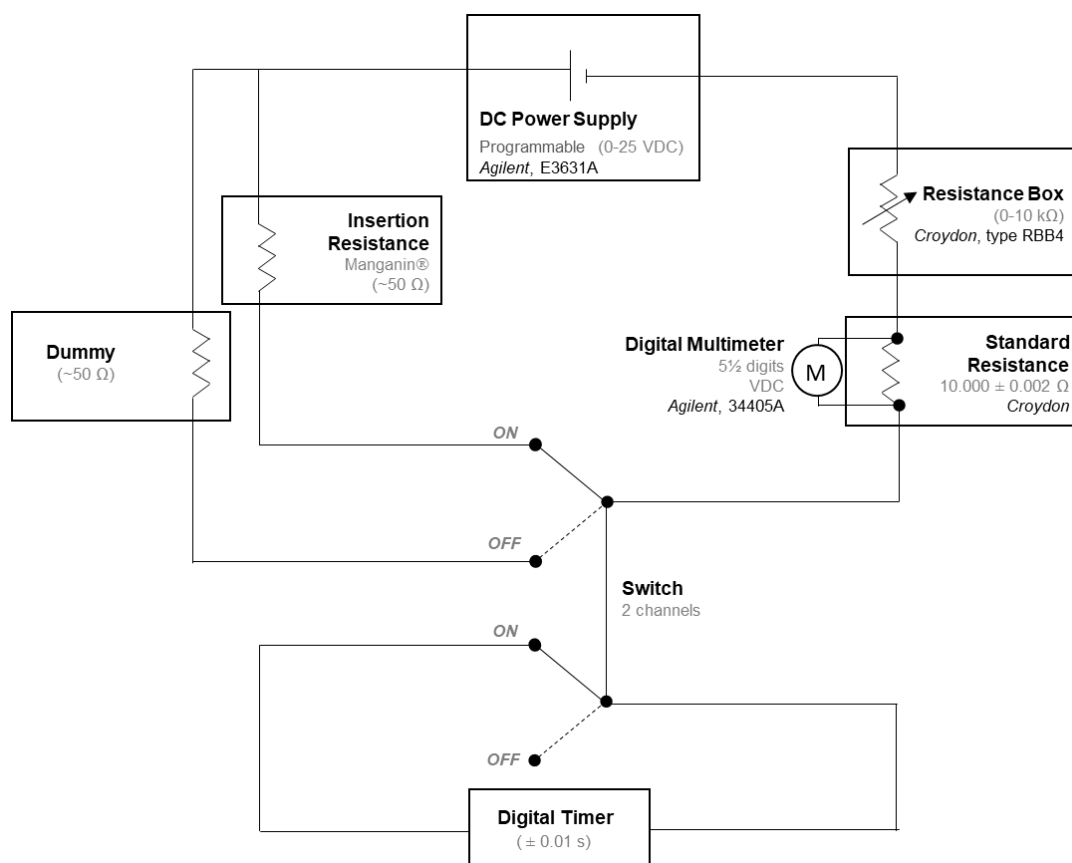 DC Power Supply
Programmable (0-25 VDC)
Agilent, E3631A
Resistance Box
(0-10 kΩ)
Croydon, type RBB4
Insertion
Resistance
Manganin®
(~50 Ω)
Dummy
(~50 Ω)
Digital Multimeter
5½ digits
VDC
Agilent, 34405A
M
Standard
Resistance
10.000 ± 0.002 Ω
Croydon
ON
OFF
Switch
2 channels
ON
OFF
Digital Timer
( ± 0.01 s)